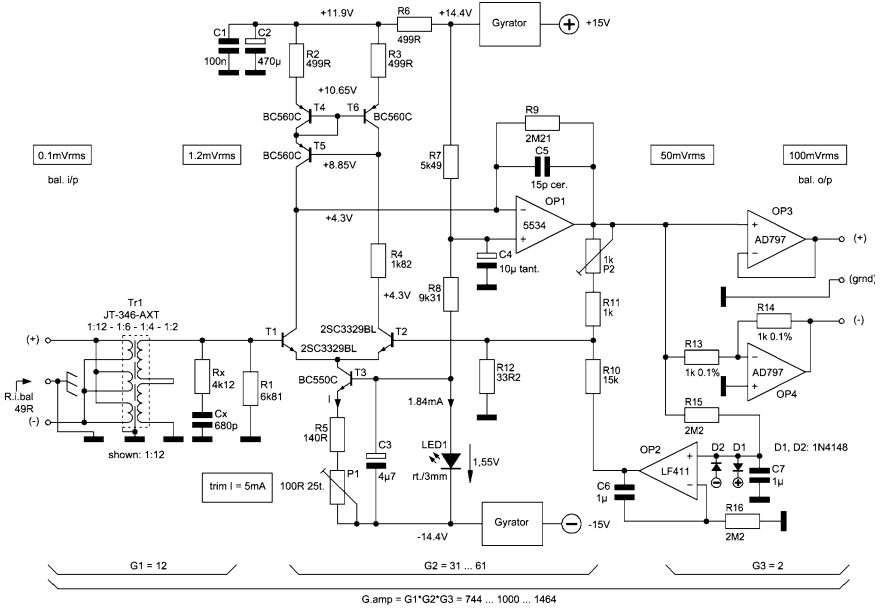 +11.9V
R6
499R
+14.4V
Gyrator
+15V
C1
100n
C2
470µ
R2
499R
R3
499R
+10.65V
T4
BC560C
T6
BC560C
T5
BC560C
+8.85V
R7
5k49
R9
2M21
C5
15p cer.
0.1mVrms
bal. i/p
1.2mVrms
50mVrms
100mVrms
bal. o/p
+4.3V
OP1
5534
−
+
C4
10µ tant.
1k
P2
OP3
AD797
+
−
(+)
(grnd)
(-)
R4
1k82
+4.3V
R8
9k31
R11
1k
R14
1k 0.1%
Tr1
JT-346-AXT
1:12 - 1:6 - 1:4 - 1:2
(+)
R.i.bal
49R
(-)
shown: 1:12
Rx
4k12
Cx
680p
R1
6k81
T1
2SC3329BL
2SC3329BL
T2
BC550C
T3
R12
33R2
R10
15k
R13
1k 0.1%
−
+
AD797
OP4
I
R5
140R
C3
4µ7
1.84mA
LED1
rt./3mm
1,55V
trim I = 5mA
100R 25t.
P1
R15
2M2
OP2
LF411
+
−
D2
D1
D1, D2: 1N4148
C7
1µ
C6
1µ
R16
2M2
-14.4V
Gyrator
-15V
G1 = 12
G2 = 31 ... 61
G3 = 2
G.amp = G1*G2*G3 = 744 ... 1000 ... 1464